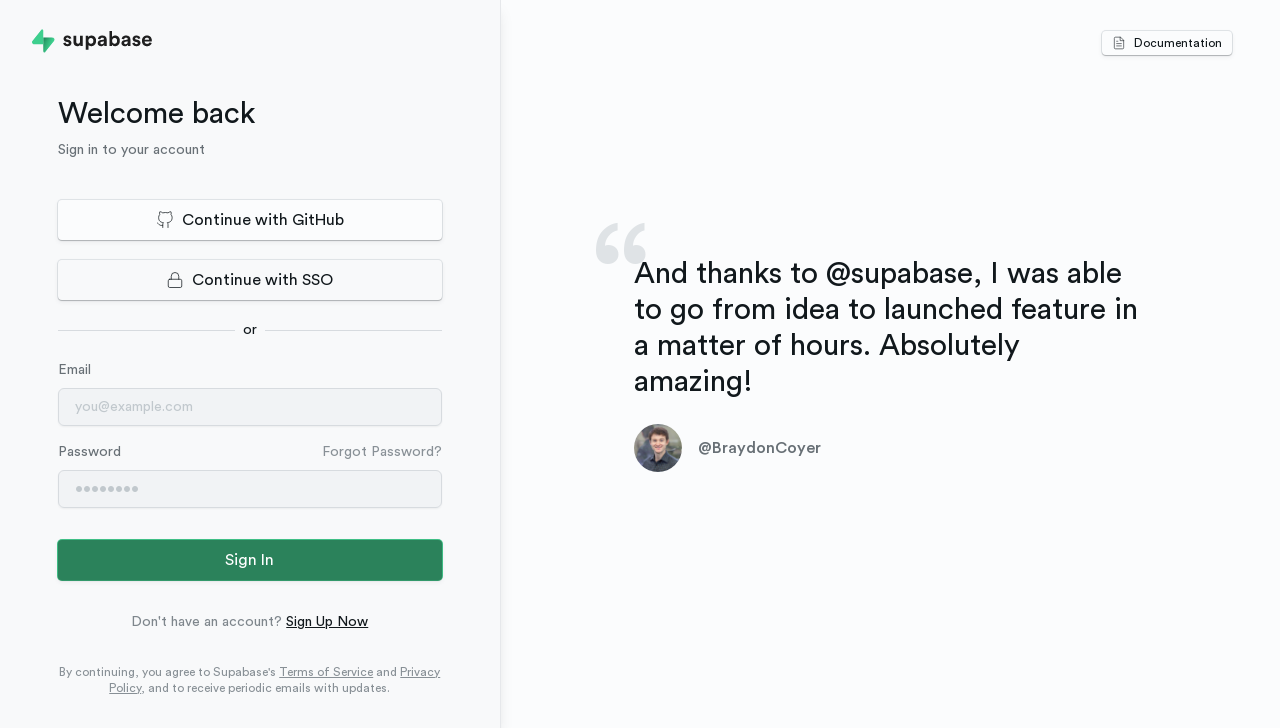 supabase
Documentation
Welcome back
Sign in to your account
Continue with GitHub
Continue with SSO
or
Email
you@example.com
Password
Forgot Password?
••••••••
Sign In
Don't have an account? Sign Up Now
By continuing, you agree to Supabase's Terms of Service and Privacy
Policy, and to receive periodic emails with updates.
“
And thanks to @supabase, I was able
to go from idea to launched feature in
a matter of hours. Absolutely
amazing!
@BraydonCoyer